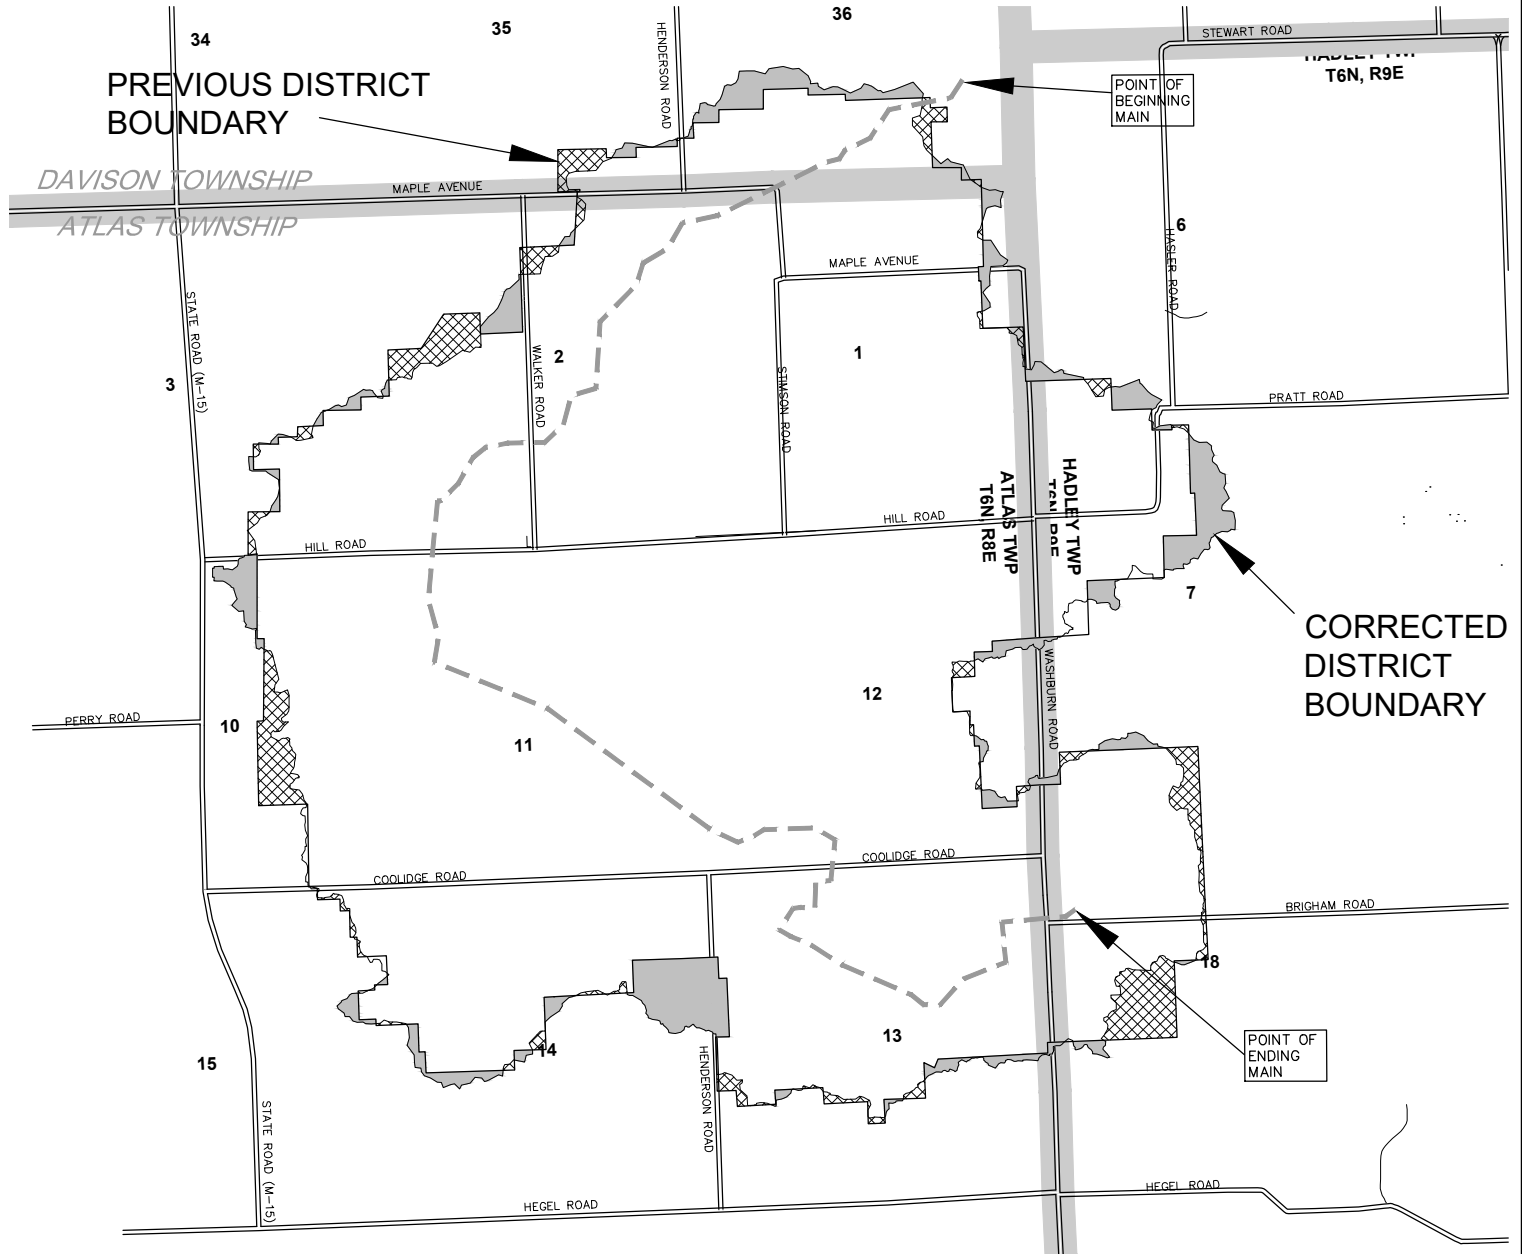 34
35
36
HENDERSON ROAD
STEWART ROAD
HADLEY TWP
T6N, R9E
PREVIOUS DISTRICT
BOUNDARY
POINT OF
BEGINNING
MAIN
DAVISON TOWNSHIP
MAPLE AVENUE
ATLAS TOWNSHIP
6
HASLER ROAD
MAPLE AVENUE
STATE ROAD (M-15)
3
WALKER ROAD
2
1
STIMSON ROAD
PRATT ROAD
HADLEY TWP
T6N, R9E
ATLAS TWP
T6N, R8E
HILL ROAD
HILL ROAD
7
CORRECTED
DISTRICT
BOUNDARY
WASHBURN ROAD
12
PERRY ROAD
10
11
COOLIDGE ROAD
COOLIDGE ROAD
BRIGHAM ROAD
18
13
14
15
POINT OF
ENDING
MAIN
HENDERSON ROAD
STATE ROAD (M-15)
HEGEL ROAD
HEGEL ROAD